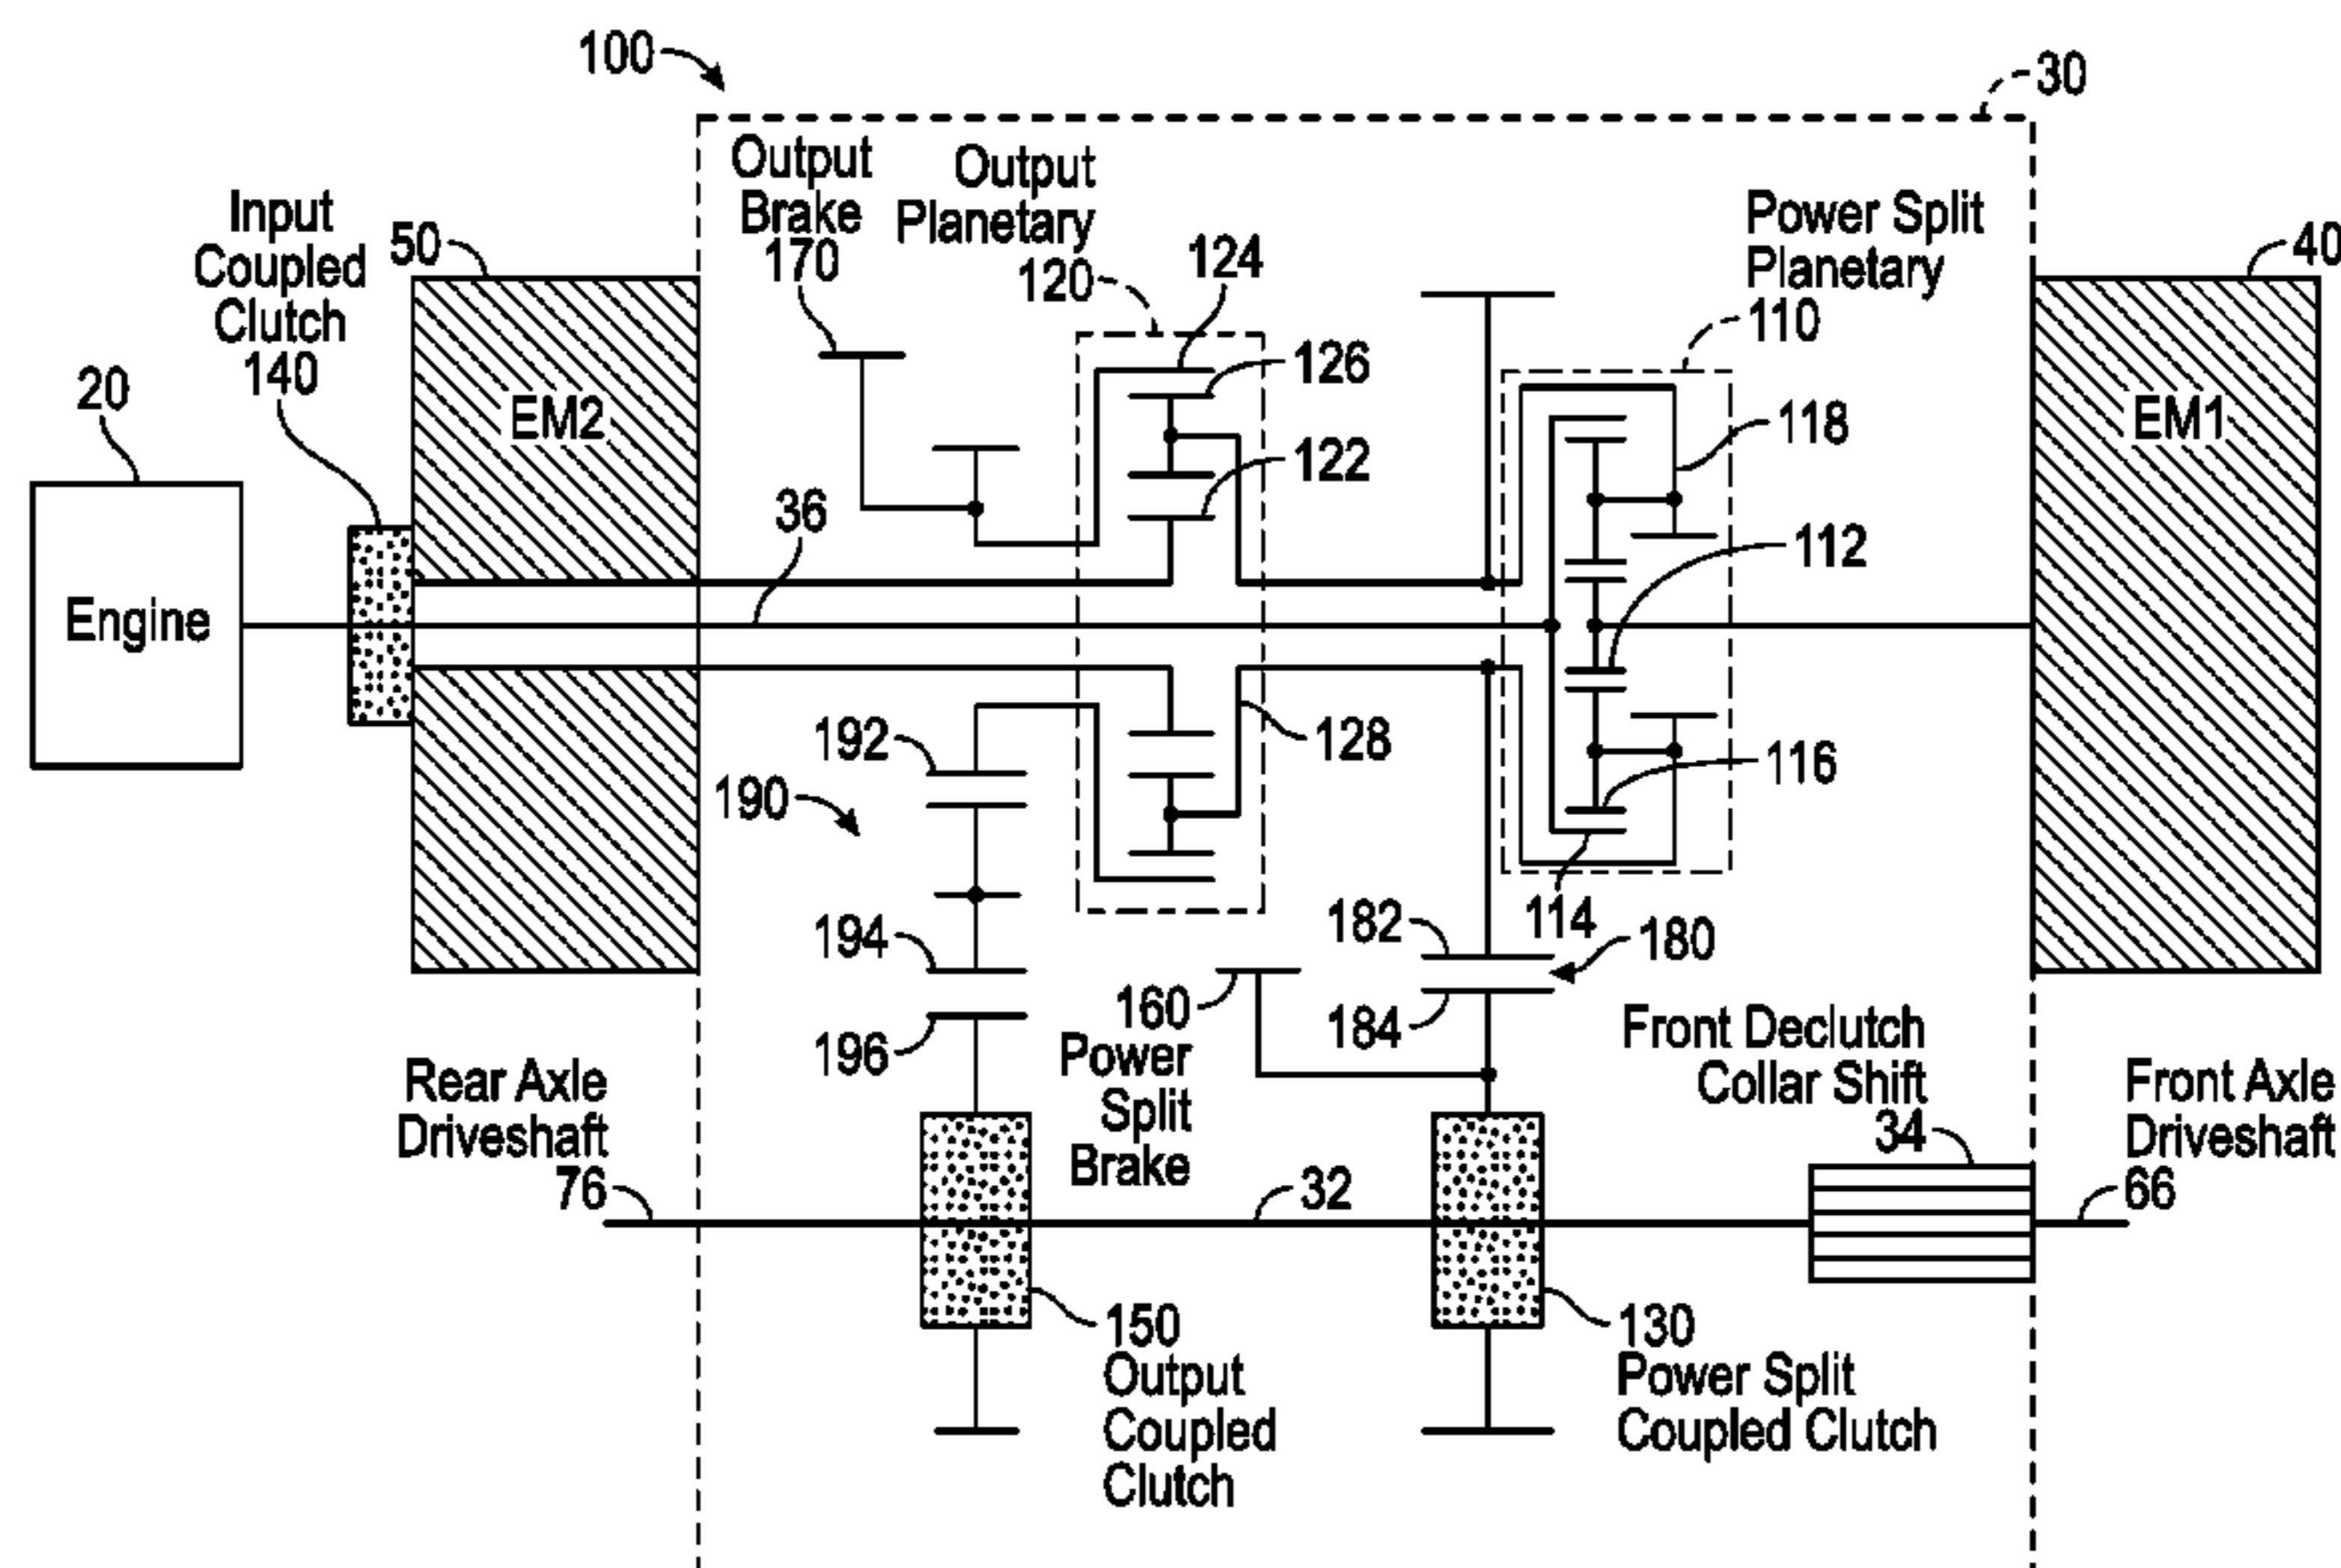 100
30
Output
Brake
170
Output
Planetary
120
124
Power Split
Planetary
110
Input
Coupled
Clutch
140
50
40
20
EM2
126
EM1
118
122
36
112
Engine
192
128
116
190
194
182
114
180
160
184
196
Power
Split
Brake
Front Declutch
Collar Shift
34
Rear Axle
Driveshaft
76
Front Axle
Driveshaft
66
32
150
Output
Coupled
Clutch
130
Power Split
Coupled Clutch